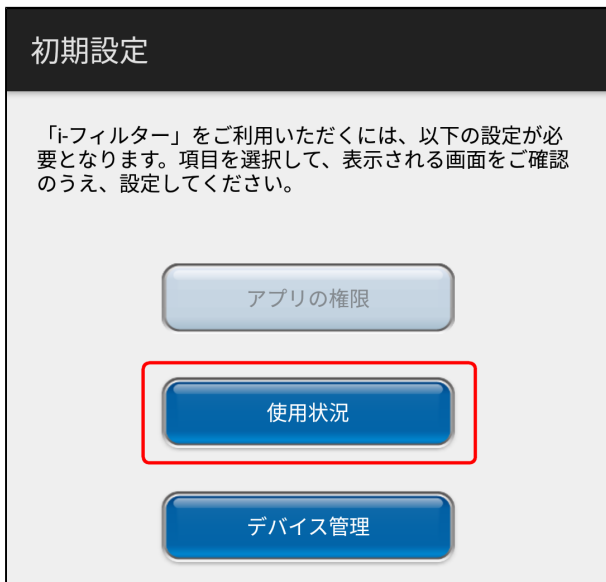 初期設定
「i-フィルター」をご利用いただくには、以下の設定が必
要となります。項目を選択して、表示される画面をご確認
のうえ、設定してください。
アプリの権限
使用状況
デバイス管理